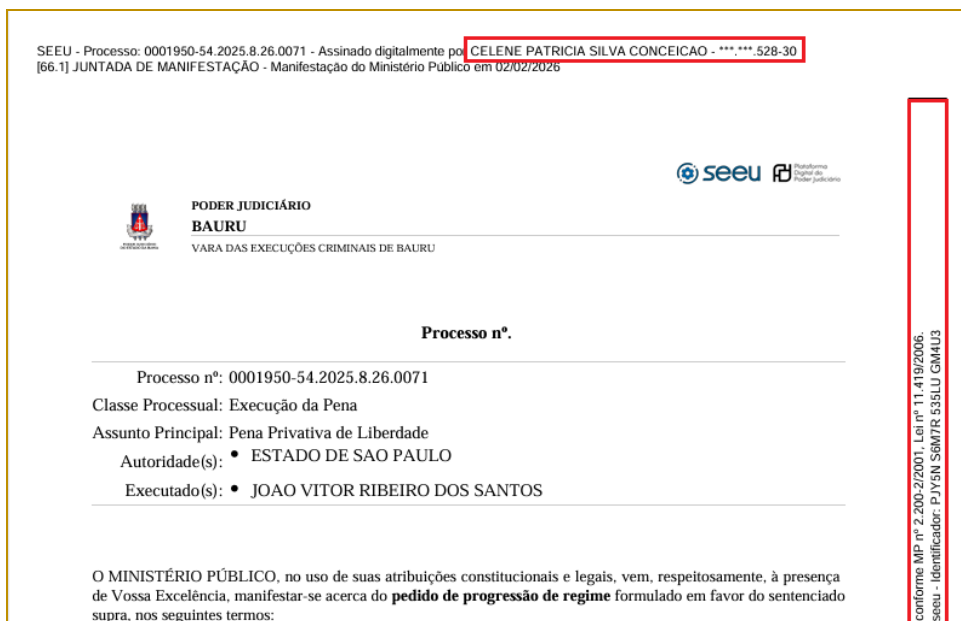 SEEU - Processo: 0001950-54.2025.8.26.0071 - Assinado digitalmente po CELENE PATRICIA SILVA CONCEICAO - ***.***.528-30
[66.1] JUNTADA DE MANIFESTAÇÃO - Manifestação do Ministério Público em 02/02/2026
seeu Plataforma
Digital do
Poder Judiciário
PODER JUDICIÁRIO
BAURU
VARA DAS EXECUÇÕES CRIMINAIS DE BAURU
Processo nº.
Processo nº: 0001950-54.2025.8.26.0071
Classe Processual: Execução da Pena
Assunto Principal: Pena Privativa de Liberdade
Autoridade(s): • ESTADO DE SAO PAULO
Executado(s): • JOAO VITOR RIBEIRO DOS SANTOS
O MINISTÉRIO PÚBLICO, no uso de suas atribuições constitucionais e legais, vem, respeitosamente, à presença
de Vossa Excelência, manifestar-se acerca do pedido de progressão de regime formulado em favor do sentenciado
supra, nos seguintes termos:
conforme MP nº 2.200-2/2001, Lei nº 11.419/2006.
seeu - Identificador: PJY5N S6M7R 535LU GM4U3